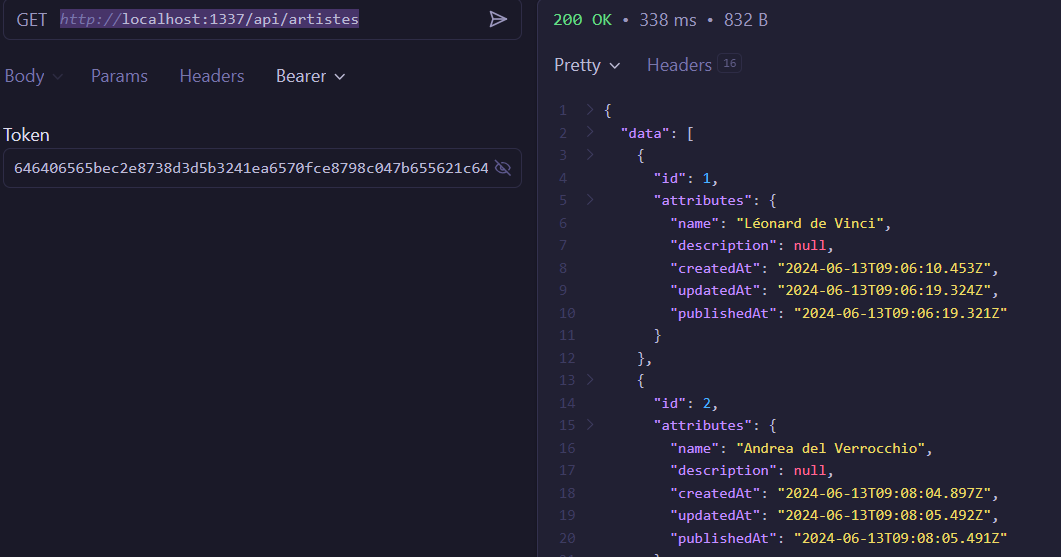 GET http://localhost:1337/api/artistes
Body Params Headers Bearer
Token
646406565bec2e8738d3d5b3241ea6570fce8798c047b655621c64
200 OK • 338 ms • 832 B
Pretty Headers 16
1 {
2 "data": [
3 {
4 "id": 1,
5 "attributes": {
6 "name": "Léonard de Vinci",
7 "description": null,
8 "createdAt": "2024-06-13T09:06:10.453Z",
9 "updatedAt": "2024-06-13T09:06:19.324Z",
10 "publishedAt": "2024-06-13T09:06:19.321Z"
11 }
12 },
13 {
14 "id": 2,
15 "attributes": {
16 "name": "Andrea del Verrocchio",
17 "description": null,
18 "createdAt": "2024-06-13T09:08:04.897Z",
19 "updatedAt": "2024-06-13T09:08:05.492Z",
20 "publishedAt": "2024-06-13T09:08:05.491Z"